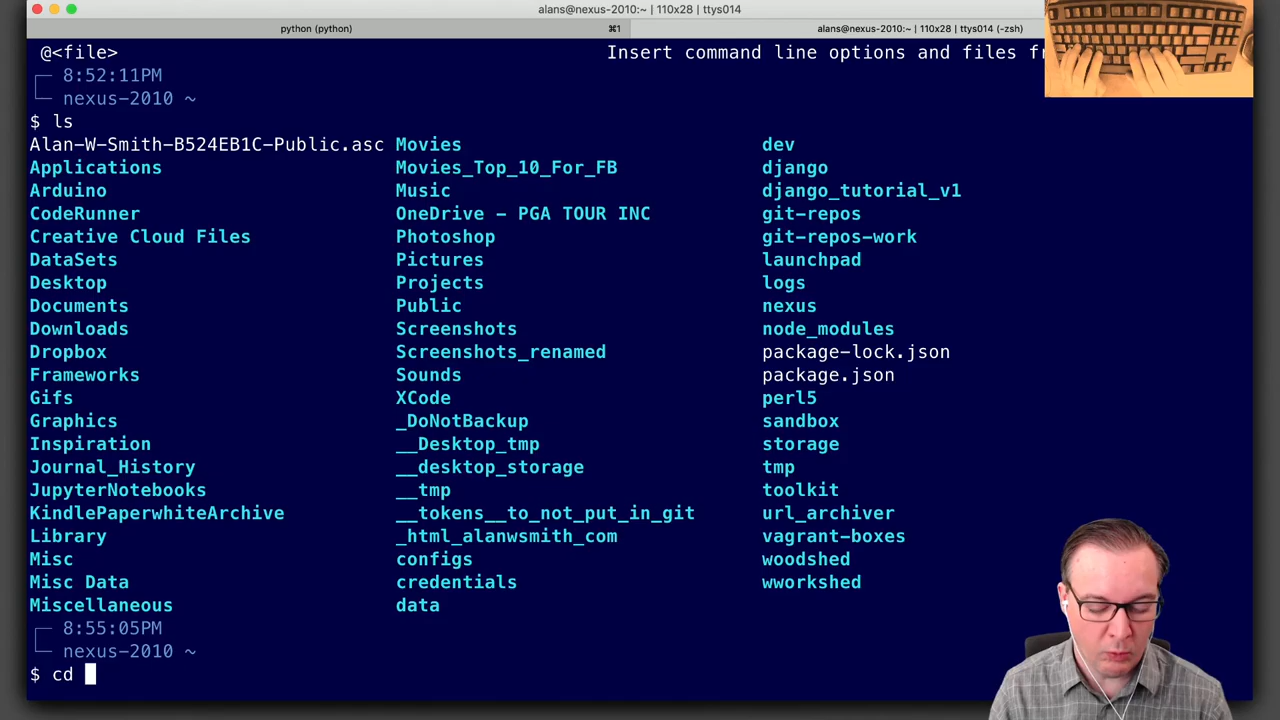 alans@nexus-2010:~ | 110x28 | ttys014
python (python) ⌘1 alans@nexus-2010:~ | 110x28 | ttys014 (-zsh)
@<file> Insert command line options and files
┌─ 8:52:11PM
└─ nexus-2010 ~
$ ls
Alan-W-Smith-B524EB1C-Public.asc Movies dev
Applications Movies_Top_10_For_FB django
Arduino Music django_tutorial_v1
CodeRunner OneDrive - PGA TOUR INC git-repos
Creative Cloud Files Photoshop git-repos-work
DataSets Pictures launchpad
Desktop Projects logs
Documents Public nexus
Downloads Screenshots node_modules
Dropbox Screenshots_renamed package-lock.json
Frameworks Sounds package.json
Gifs XCode perl5
Graphics _DoNotBackup sandbox
Inspiration __Desktop_tmp storage
Journal_History __desktop_storage tmp
JupyterNotebooks __tmp toolkit
KindlePaperwhiteArchive __tokens__to_not_put_in_git url_archiver
Library _html_alanwsmith_com vagrant-boxes
Misc configs woodshed
Misc Data credentials wworkshed
Miscellaneous data
┌─ 8:55:05PM
└─ nexus-2010 ~
$ cd